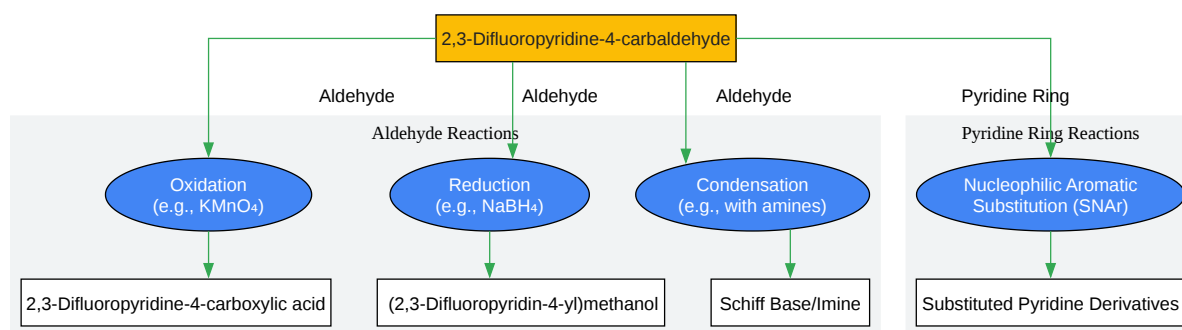 2,3-Difluoropyridine-4-carbaldehyde
Aldehyde
Aldehyde
Aldehyde
Pyridine Ring
Aldehyde Reactions
Pyridine Ring Reactions
Oxidation
(e.g., KMnO₄)
Reduction
(e.g., NaBH₄)
Condensation
(e.g., with amines)
Nucleophilic Aromatic
Substitution (SNAr)
2,3-Difluoropyridine-4-carboxylic acid
(2,3-Difluoropyridin-4-yl)methanol
Schiff Base/Imine
Substituted Pyridine Derivatives